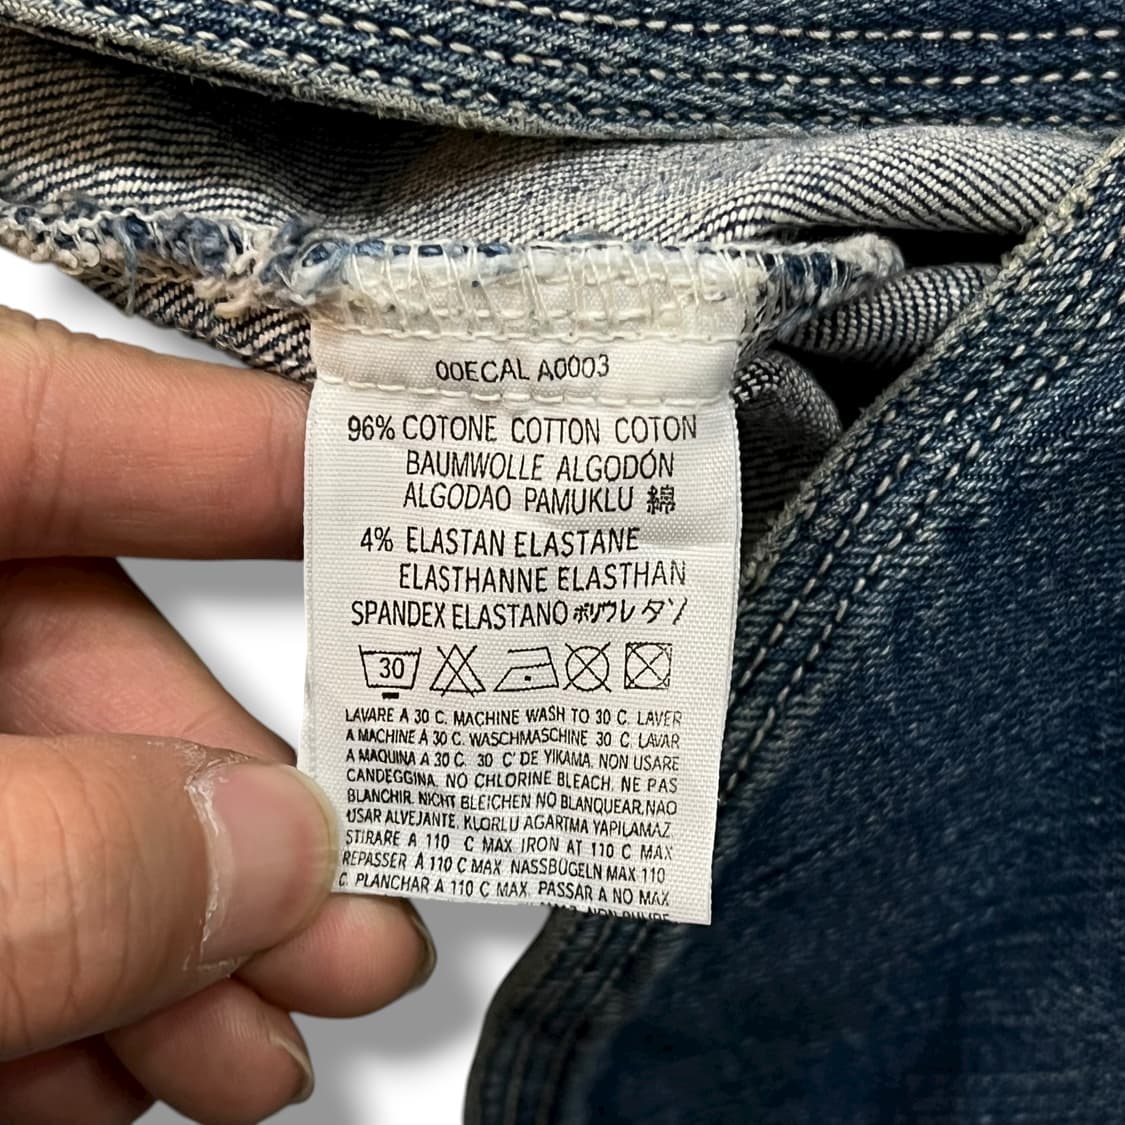 00ECAL A0003
96% COTONE COTTON COTON
BAUMWOLLE ALGODÓN
ALGODAO PAMUKLU 綿
4% ELASTAN ELASTANE
ELASTHANNE ELASTHAN
SPANDEX ELASTANO ポリウレタン
30
LAVARE A 30 C. MACHINE WASH TO 30 C. LAVER
A MACHINE A 30 C. WASCHMASCHINE 30 C. LAVAR
A MAQUINA A 30 C. 30 C'DE YIKAMA. NON USARE
CANDEGGINA. NO CHLORINE BLEACH. NE PAS
BLANCHIR. NICHT BLEICHEN NO BLANQUEAR.NAO
USAR ALVEJANTE. KLORLU AGARTMA YAPILAMAZ.
STIRARE A 110 C MAX IRON AT 110 C MAX
REPASSER A 110 C MAX NASSBÜGELN MAX 110
C. PLANCHAR A 110 C MAX. PASSAR A NO MAX